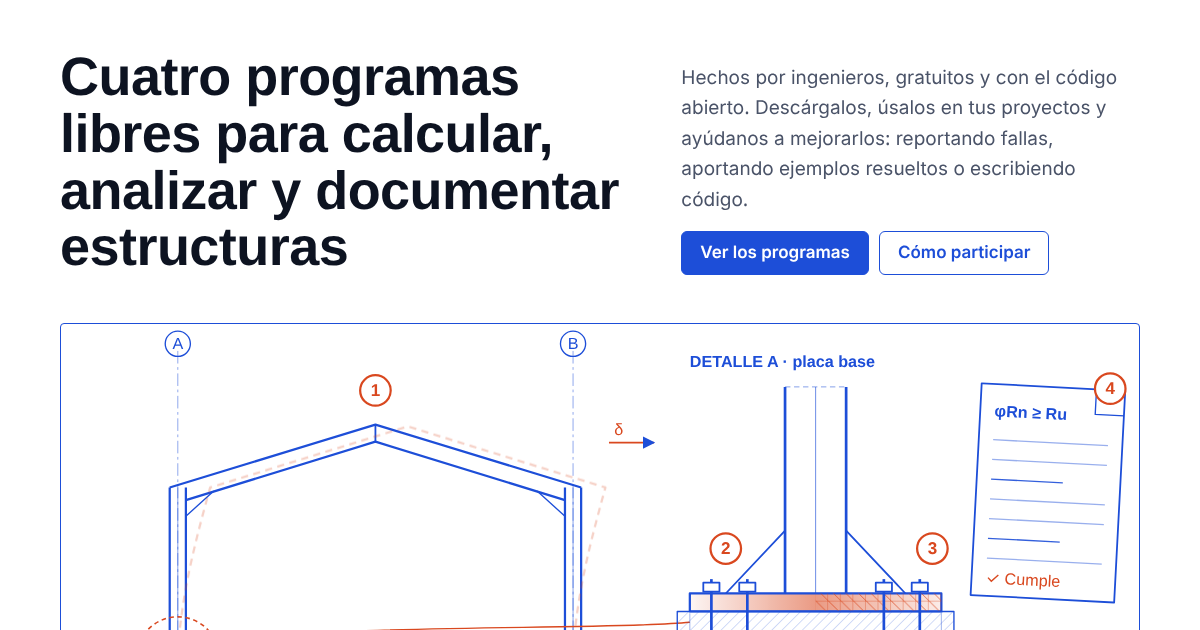 Cuatro programas
libres para calcular,
analizar y documentar
estructuras
Hechos por ingenieros, gratuitos y con el código
abierto. Descárgalos, úsalos en tus proyectos y
ayúdanos a mejorarlos: reportando fallas,
aportando ejemplos resueltos o escribiendo
código.
Ver los programas
Cómo participar
A
B
1
δ
DETALLE A · placa base
2
3
4
φRn ≥ Ru
Cumple